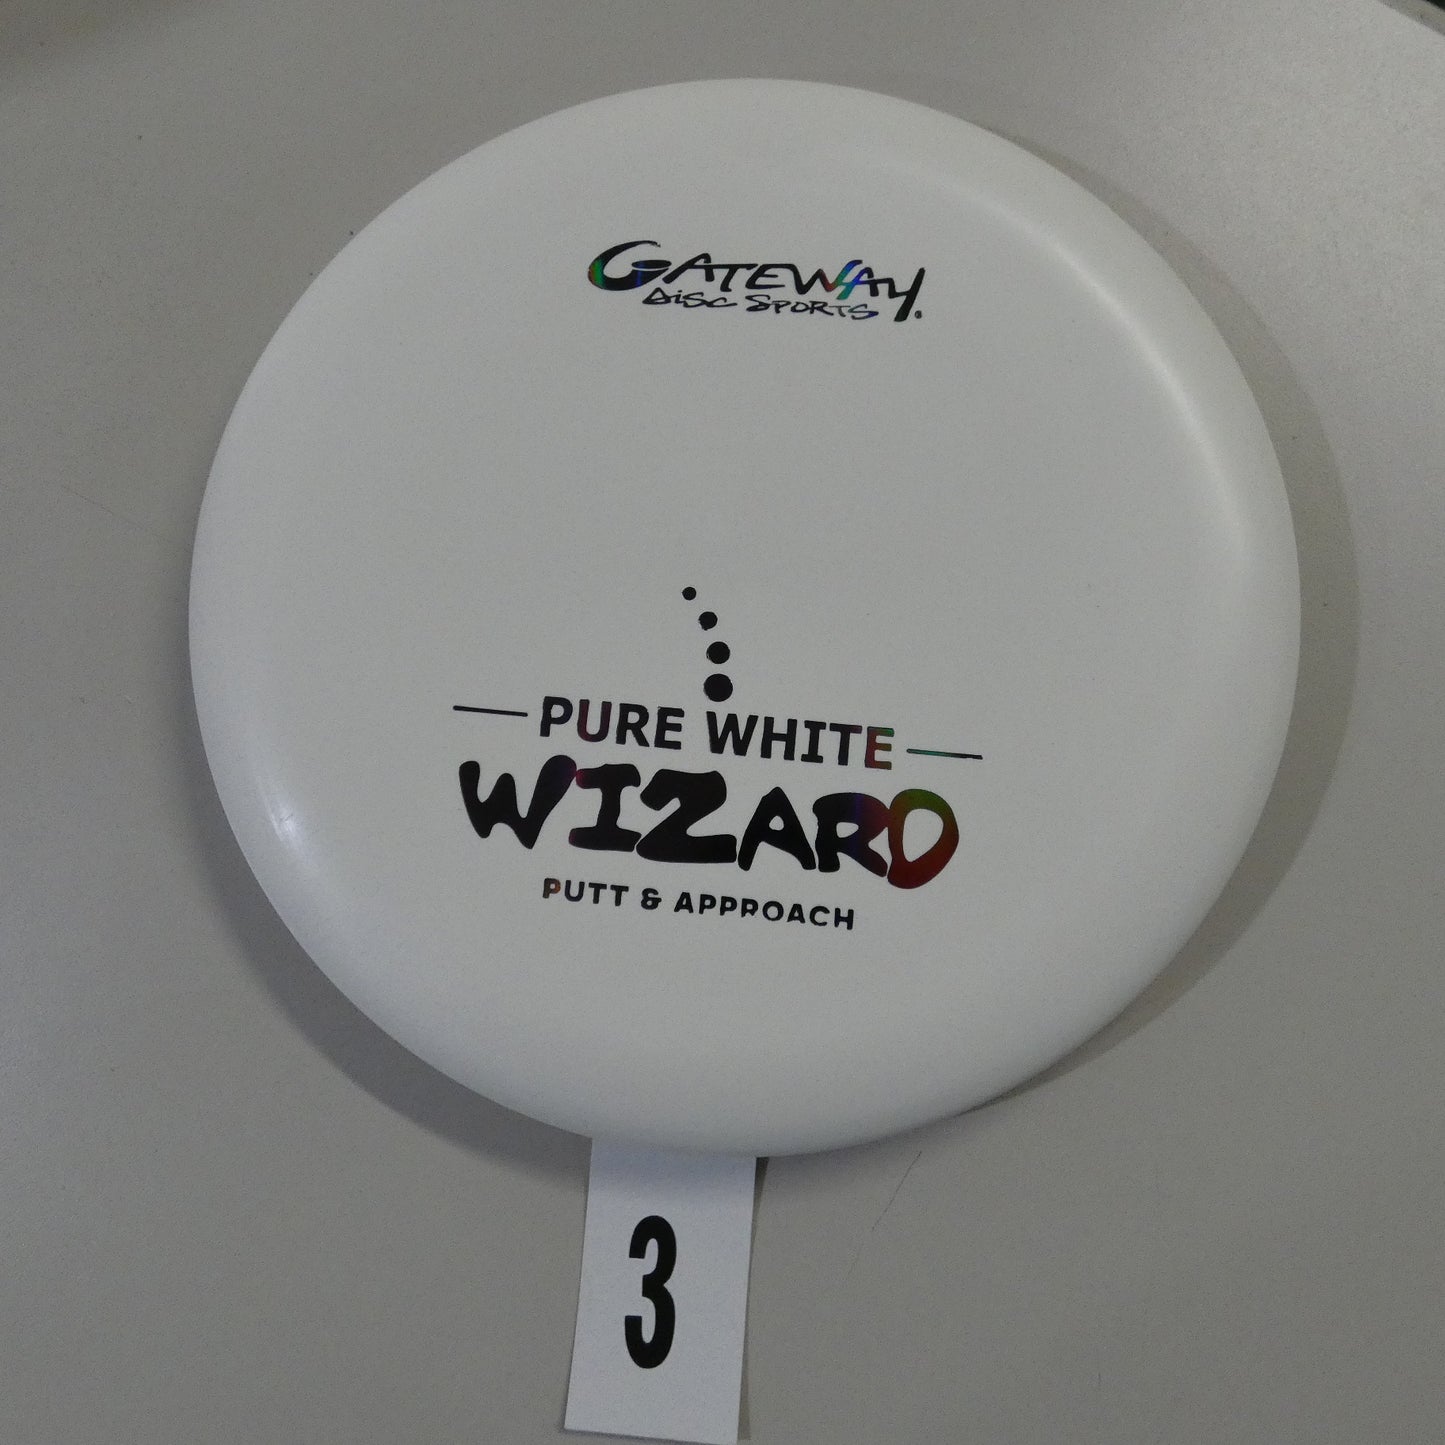 GATEWAY
DISC SPORTS
PURE WHITE
WIZARD
PUTT & APPROACH
3